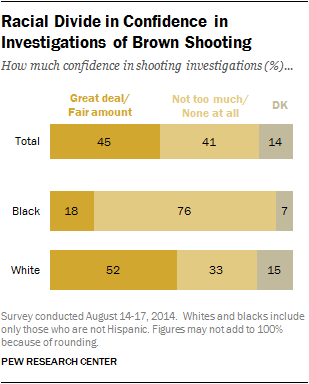 Racial Divide in Confidence in
Investigations of Brown Shooting
How much confidence in shooting investigations (%)...
Great deal/ Not too much/ DK
Fair amount None at all
Total 45 41 14
Black 18 76 7
White 52 33 15
Survey conducted August 14-17, 2014. Whites and blacks include
only those who are not Hispanic. Figures may not add to 100%
because of rounding.
PEW RESEARCH CENTER